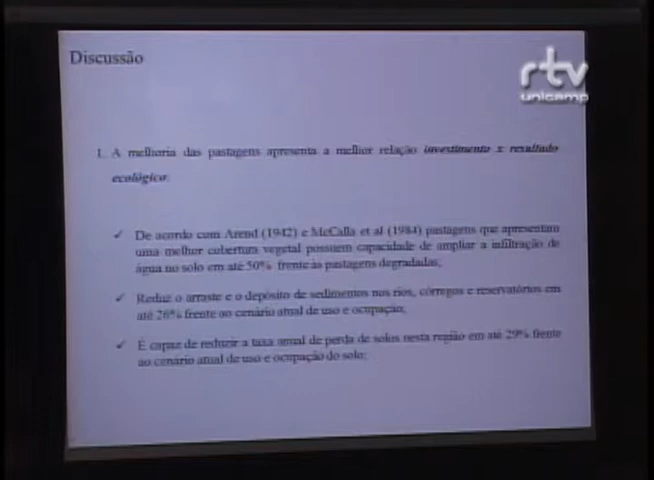 Discussão
rtv
unicamp
1. A melhoria das pastagens apresenta a melhor relação investimento x resultado
ecológico:
✓ De acordo com Arend (1942) e McCalla et al (1984) pastagens que apresentam
uma melhor cobertura vegetal possuem capacidade de ampliar a infiltração de
água no solo em até 50% frente às pastagens degradadas;
✓ Reduz o arraste e o depósito de sedimentos nos rios, córregos e reservatórios em
até 26% frente ao cenário atual de uso e ocupação;
✓ É capaz de reduzir a taxa anual de perda de solos nesta região em até 29% frente
ao cenário atual de uso e ocupação do solo;